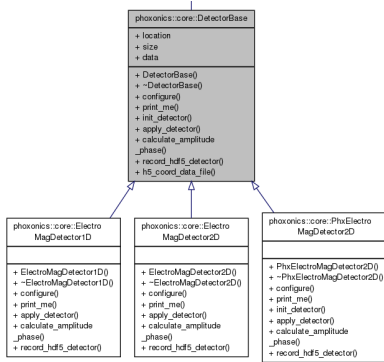 phoxonics::core::DetectorBase
+ location
+ size
+ data
+ DetectorBase()
+ ~DetectorBase()
+ configure()
+ print_me()
+ init_detector()
+ apply_detector()
+ calculate_amplitude
_phase()
+ record_hdf5_detector()
+ h5_coord_data_file()
phoxonics::core::Electro
MagDetector1D
+ ElectroMagDetector1D()
+ ~ElectroMagDetector1D()
+ configure()
+ print_me()
+ apply_detector()
+ calculate_amplitude
_phase()
+ record_hdf5_detector()
phoxonics::core::Electro
MagDetector2D
+ ElectroMagDetector2D()
+ ~ElectroMagDetector2D()
+ configure()
+ print_me()
+ apply_detector()
+ calculate_amplitude
_phase()
+ record_hdf5_detector()
phoxonics::core::PhxElectro
MagDetector2D
+ PhxElectroMagDetector2D()
+ ~PhxElectroMagDetector2D()
+ configure()
+ print_me()
+ init_detector()
+ apply_detector()
+ calculate_amplitude
_phase()
+ record_hdf5_detector()